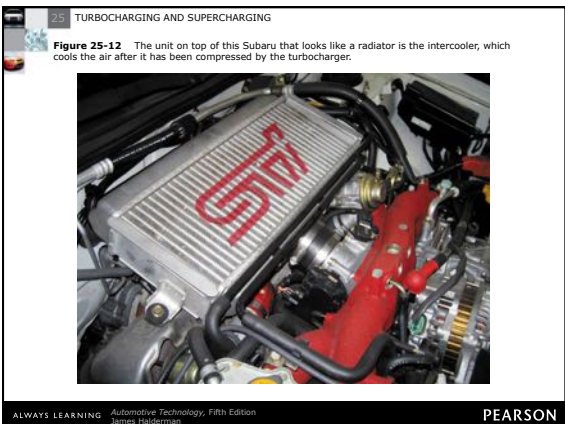 25 TURBOCHARGING AND SUPERCHARGING
Figure 25-12 The unit on top of this Subaru that looks like a radiator is the intercooler, which
cools the air after it has been compressed by the turbocharger.
STi
ALWAYS LEARNING Automotive Technology, Fifth Edition
James Halderman
PEARSON